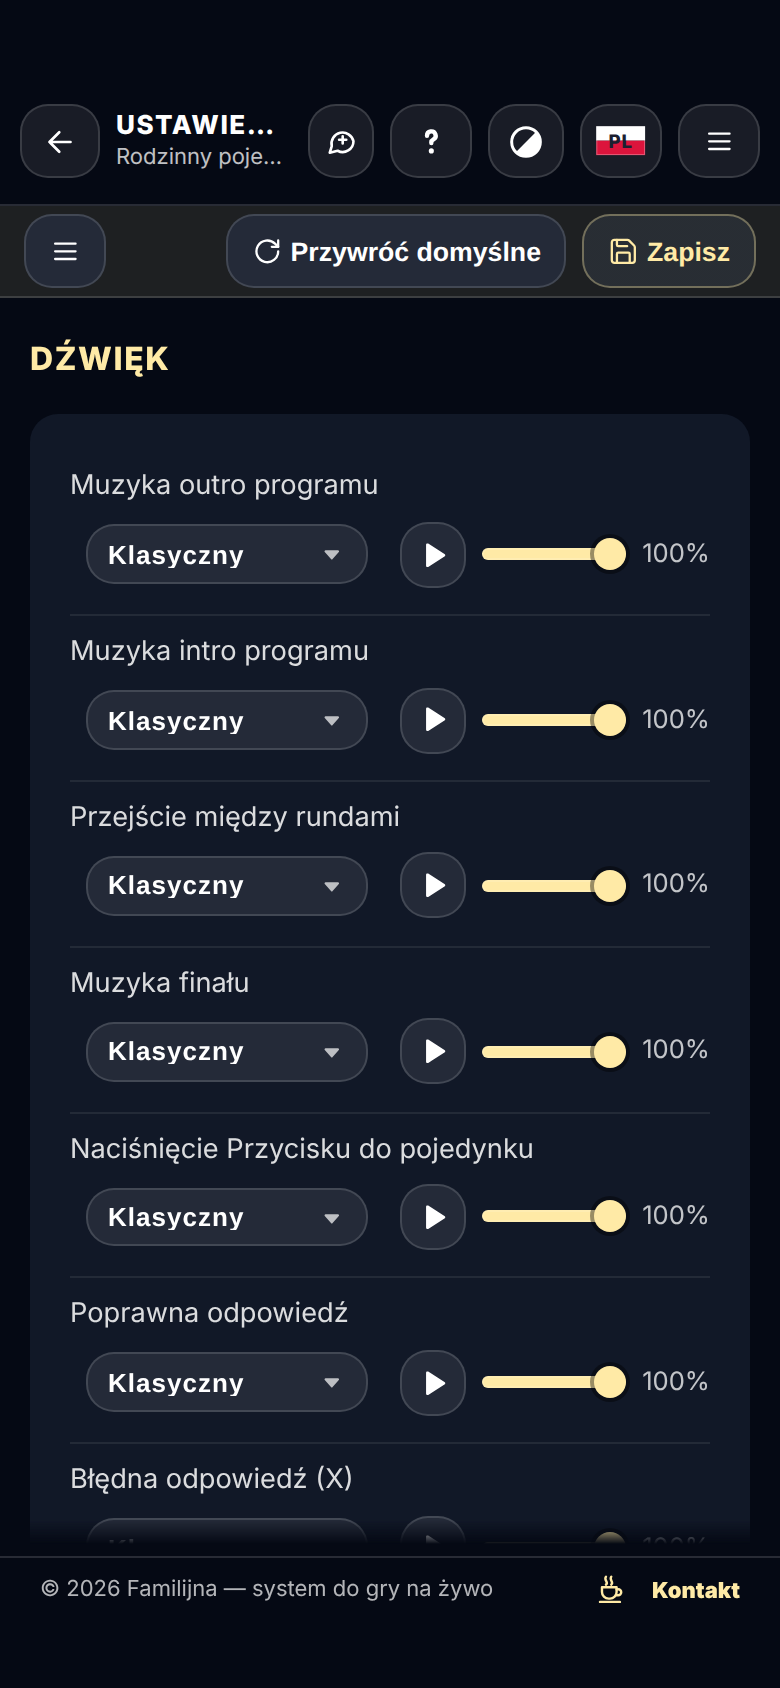 USTAWIE...
Rodzinny poje...
?
PL
Przywróć domyślne
Zapisz
DŹWIĘK
Muzyka outro programu
Klasyczny
100%
Muzyka intro programu
Klasyczny
100%
Przejście między rundami
Klasyczny
100%
Muzyka finału
Klasyczny
100%
Naciśnięcie Przycisku do pojedynku
Klasyczny
100%
Poprawna odpowiedź
Klasyczny
100%
Błędna odpowiedź (X)
© 2026 Familijna — system do gry na żywo
Kontakt